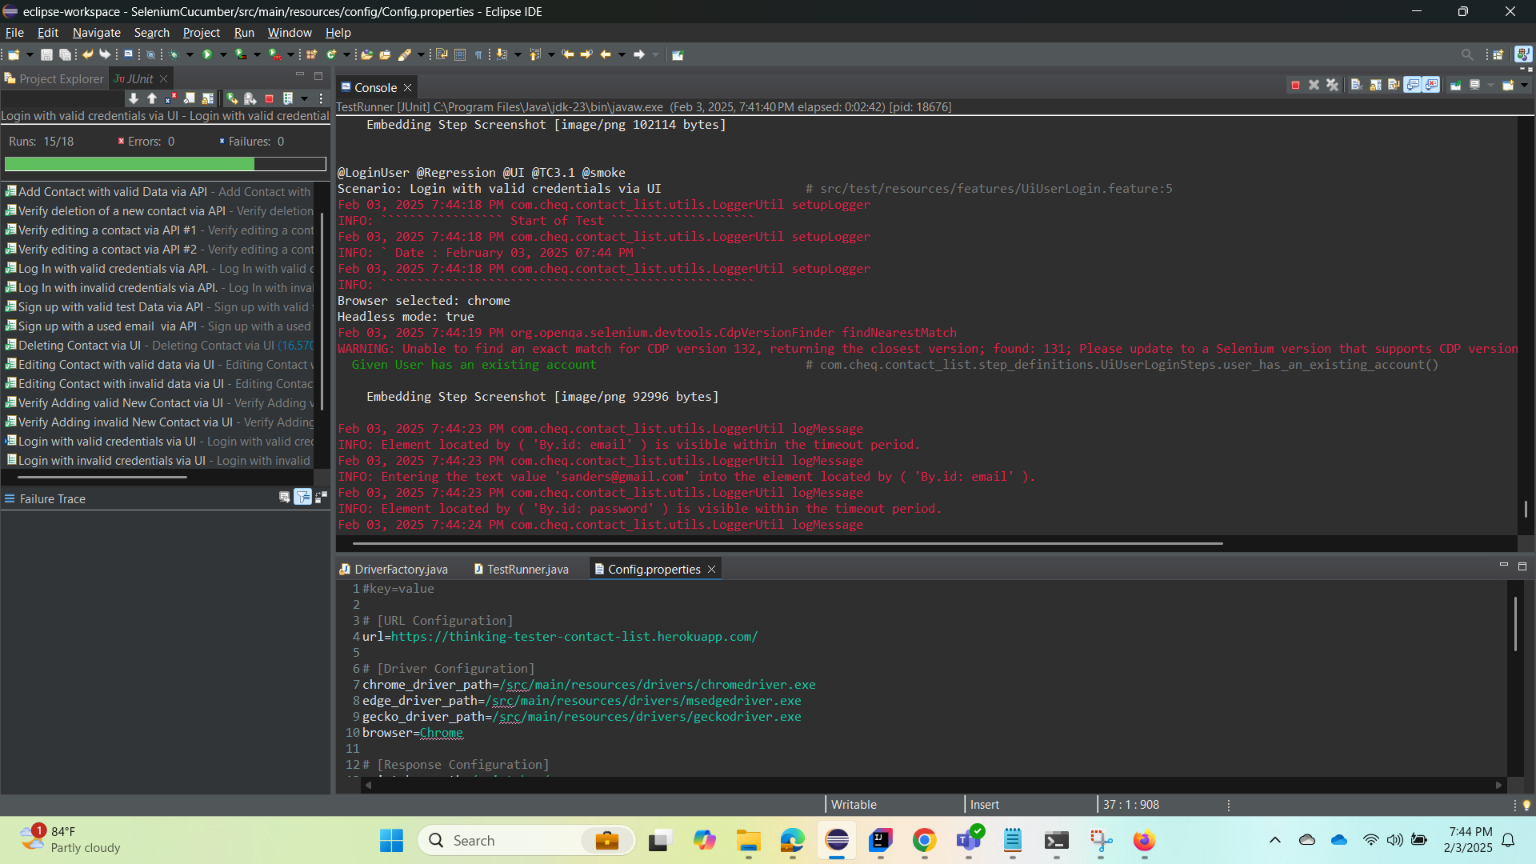 eclipse-workspace - SeleniumCucumber/src/main/resources/config/Config.properties - Eclipse IDE
File Edit Navigate Search Project Run Window Help
Project Explorer JUnit
Login with valid credentials via UI - Login with valid credential
Runs: 15/18 Errors: 0 Failures: 0
Add Contact with valid Data via API - Add Contact with
Verify deletion of a new contact via API - Verify deletion
Verify editing a contact via API #1 - Verify editing a cont
Verify editing a contact via API #2 - Verify editing a cont
Log In with valid credentials via API. - Log In with valid c
Log In with invalid credentials via API. - Log In with inva
Sign up with valid test Data via API - Sign up with valid
Sign up with a used email  via API - Sign up with a used
Deleting Contact via UI - Deleting Contact via UI (16.570
Editing Contact with valid data via UI - Editing Contact
Editing Contact with invalid data via UI - Editing Contac
Verify Adding valid New Contact via UI - Verify Adding
Verify Adding invalid New Contact via UI - Verify Adding
Login with valid credentials via UI - Login with valid cre
Login with invalid credentials via UI - Login with invalid
Failure Trace
Console
TestRunner [JUnit] C:\Program Files\Java\jdk-23\bin\javaw.exe (Feb 3, 2025, 7:41:40 PM elapsed: 0:02:42) [pid: 18676]
Embedding Step Screenshot [image/png 102114 bytes]
@LoginUser @Regression @UI @TC3.1 @smoke
Scenario: Login with valid credentials via UI # src/test/resources/features/UiUserLogin.feature:5
Feb 03, 2025 7:44:18 PM com.cheq.contact_list.utils.LoggerUtil setupLogger
INFO: ````````````````` Start of Test ````````````````````
Feb 03, 2025 7:44:18 PM com.cheq.contact_list.utils.LoggerUtil setupLogger
INFO: ` Date : February 03, 2025 07:44 PM `
Feb 03, 2025 7:44:18 PM com.cheq.contact_list.utils.LoggerUtil setupLogger
INFO: ````````````````````````````````````````````````````
Browser selected: chrome
Headless mode: true
Feb 03, 2025 7:44:19 PM org.openqa.selenium.devtools.CdpVersionFinder findNearestMatch
WARNING: Unable to find an exact match for CDP version 132, returning the closest version; found: 131; Please update to a Selenium version that supports CDP version
Given User has an existing account # com.cheq.contact_list.step_definitions.UiUserLoginSteps.user_has_an_existing_account()
Embedding Step Screenshot [image/png 92996 bytes]
Feb 03, 2025 7:44:23 PM com.cheq.contact_list.utils.LoggerUtil logMessage
INFO: Element located by ( 'By.id: email' ) is visible within the timeout period.
Feb 03, 2025 7:44:23 PM com.cheq.contact_list.utils.LoggerUtil logMessage
INFO: Entering the text value 'sanders@gmail.com' into the element located by ( 'By.id: email' ).
Feb 03, 2025 7:44:23 PM com.cheq.contact_list.utils.LoggerUtil logMessage
INFO: Element located by ( 'By.id: password' ) is visible within the timeout period.
Feb 03, 2025 7:44:24 PM com.cheq.contact_list.utils.LoggerUtil logMessage
DriverFactory.java TestRunner.java Config.properties
1 #key=value
2
3 # [URL Configuration]
4 url=https://thinking-tester-contact-list.herokuapp.com/
5
6 # [Driver Configuration]
7 chrome_driver_path=/src/main/resources/drivers/chromedriver.exe
8 edge_driver_path=/src/main/resources/drivers/msedgedriver.exe
9 gecko_driver_path=/src/main/resources/drivers/geckodriver.exe
10 browser=Chrome
11
12 # [Response Configuration]
Writable Insert 37 : 1 : 908
1
84°F
Partly cloudy
Search
7:44 PM
2/3/2025